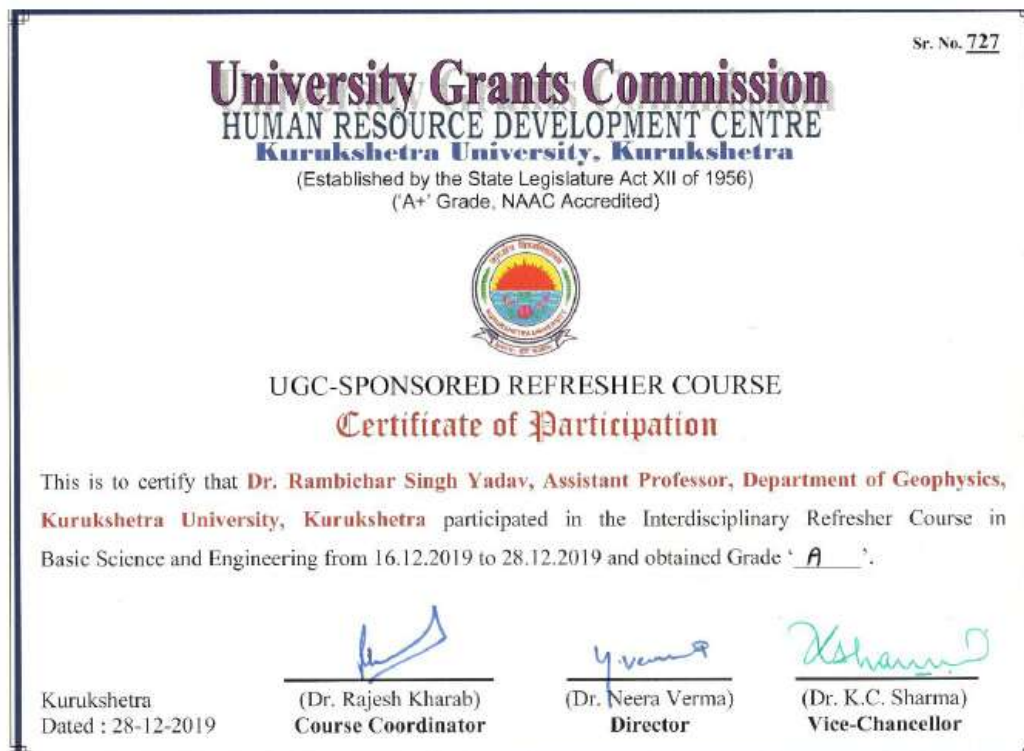 Sr. No. 727
University Grants Commission
HUMAN RESOURCE DEVELOPMENT CENTRE
Kurukshetra University, Kurukshetra
(Established by the State Legislature Act XII of 1956)
('A+' Grade, NAAC Accredited)
KURUKSHETRA UNIVERSITY
UGC-SPONSORED REFRESHER COURSE
Certificate of Participation
This is to certify that Dr. Rambichar Singh Yadav, Assistant Professor, Department of Geophysics,
Kurukshetra University, Kurukshetra participated in the Interdisciplinary Refresher Course in
Basic Science and Engineering from 16.12.2019 to 28.12.2019 and obtained Grade ‘ A ’.
Kurukshetra
Dated : 28-12-2019
(Dr. Rajesh Kharab)
Course Coordinator
(Dr. Neera Verma)
Director
(Dr. K.C. Sharma)
Vice-Chancellor